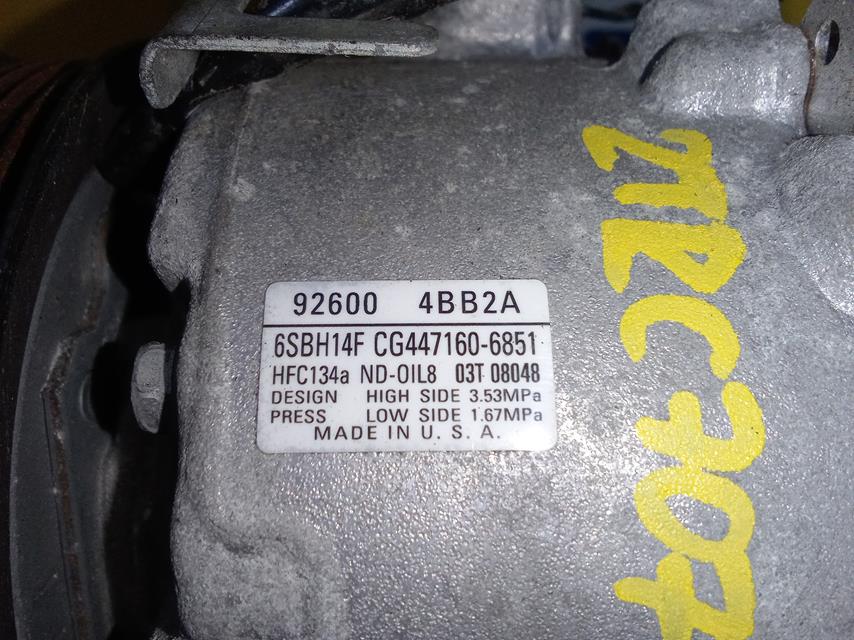 92600 4BB2A
6SBH14F CG447160-6851
HFC134a ND-OIL8 03T 08048
DESIGN HIGH SIDE 3.53MPa
PRESS LOW SIDE 1.67MPa
MADE IN U.S.A.
ZTRC707